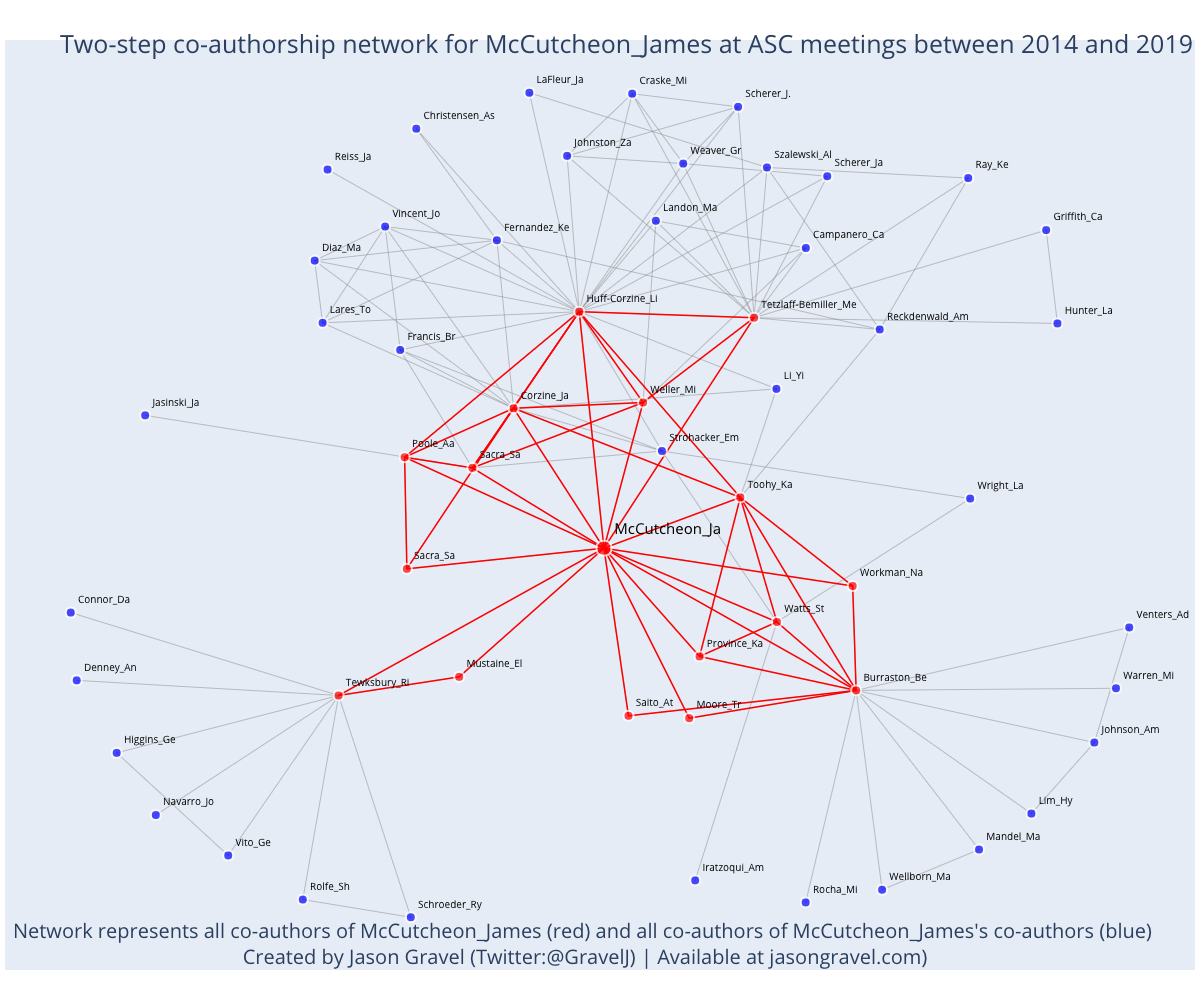 Two-step co-authorship network for McCutcheon_James at ASC meetings between 2014 and 2019
LaFleur_Ja
Craske_Mi
Scherer_J.
Christensen_As
Johnston_Za
Weaver_Gr
Szalewski_Al
Scherer_Ja
Ray_Ke
Reiss_Ja
Landon_Ma
Vincent_Jo
Fernandez_Ke
Griffith_Ca
Campanero_Ca
Diaz_Ma
Huff-Corzine_Li
Tetzlaff-Bemiller_Me
Lares_To
Reckdenwald_Am
Hunter_La
Francis_Br
Li_Yi
Weller_Mi
Corzine_Ja
Jasinski_Ja
Strohacker_Em
Poole_Aa
Sacra_Sa
Toohy_Ka
Wright_La
McCutcheon_Ja
Sacra_Sa
Workman_Na
Connor_Da
Watts_St
Venters_Ad
Province_Ka
Denney_An
Mustaine_El
Tewksbury_Ri
Burraston_Be
Warren_Mi
Saito_At
Moore_Tr
Johnson_Am
Higgins_Ge
Navarro_Jo
Lim_Hy
Vito_Ge
Mandel_Ma
Iratzoqui_Am
Wellborn_Ma
Rolfe_Sh
Rocha_Mi
Schroeder_Ry
Network represents all co-authors of McCutcheon_James (red) and all co-authors of McCutcheon_James's co-authors (blue)
Created by Jason Gravel (Twitter:@GravelJ) | Available at jasongravel.com)